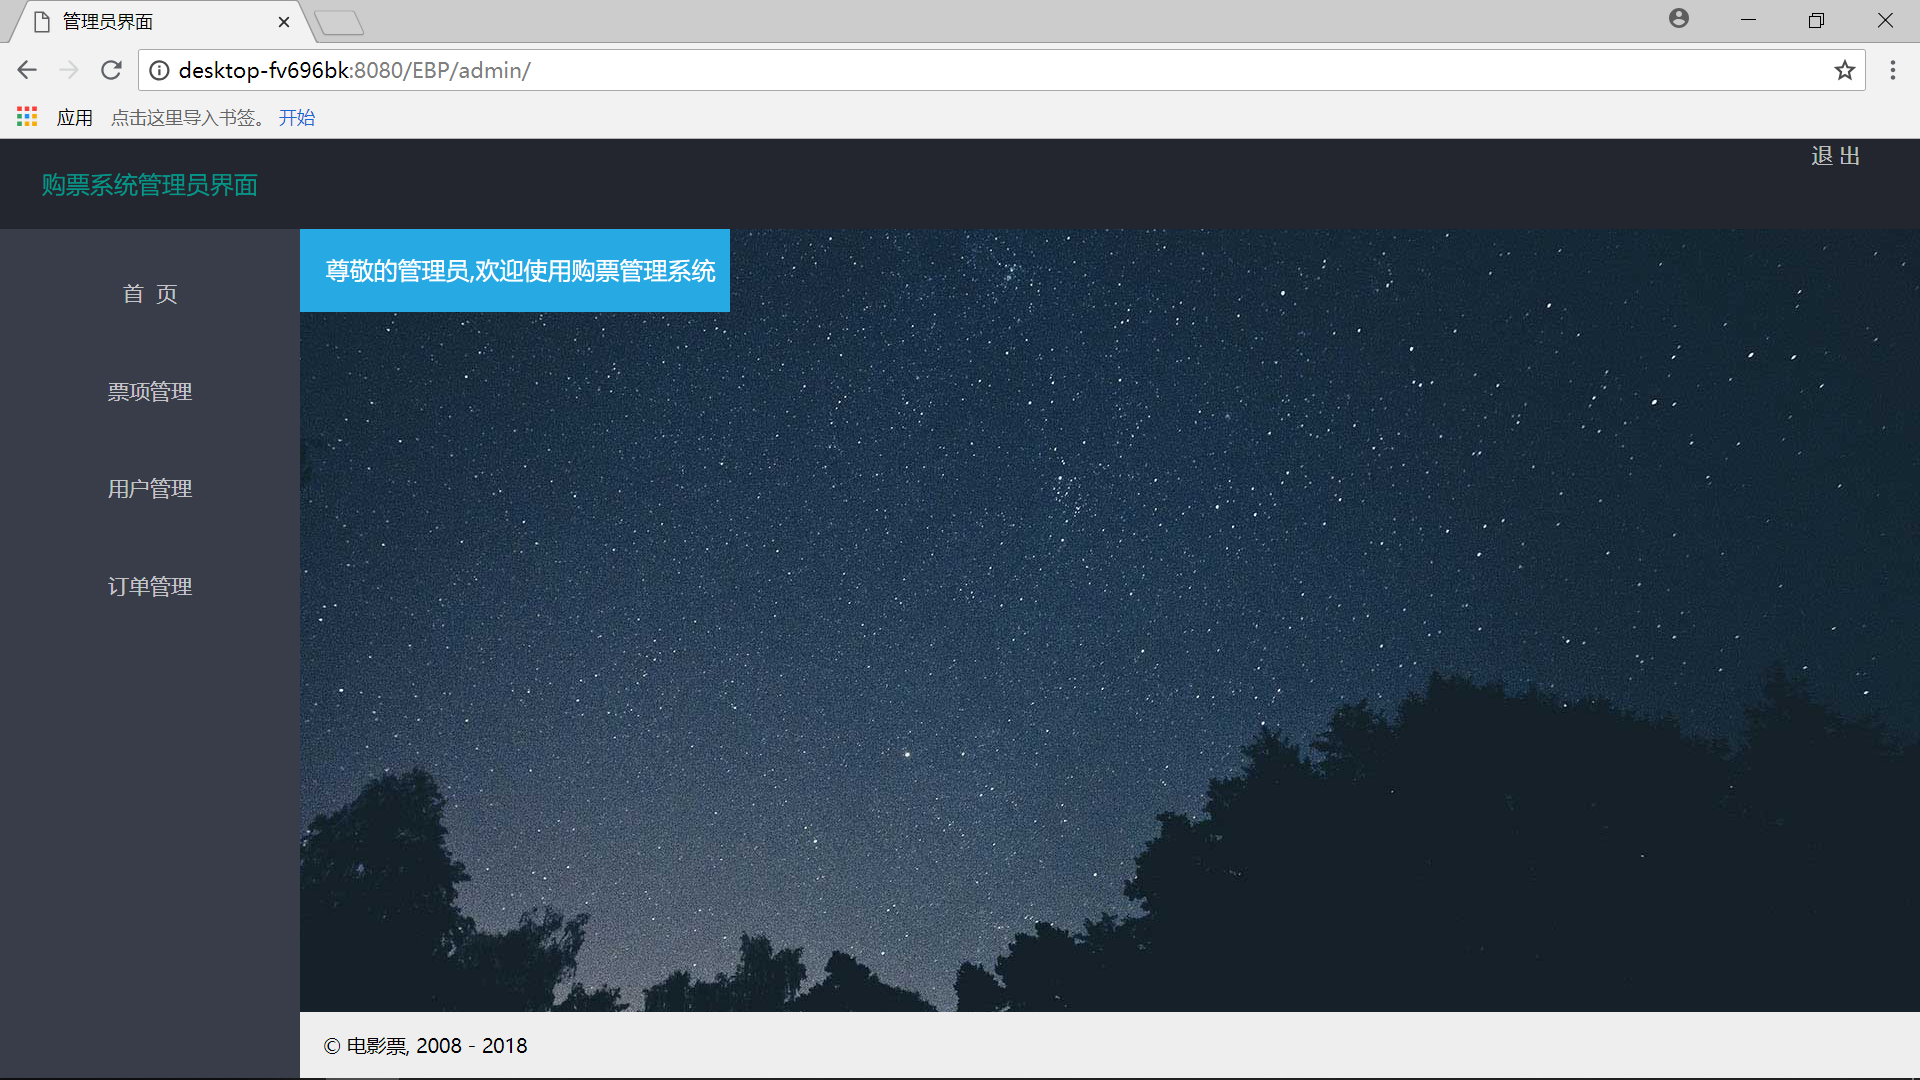 管理员界面
desktop-fv696bk:8080/EBP/admin/
应用 点击这里导入书签。 开始
退 出
购票系统管理员界面
尊敬的管理员,欢迎使用购票管理系统
首 页
票项管理
用户管理
订单管理
© 电影票, 2008 - 2018